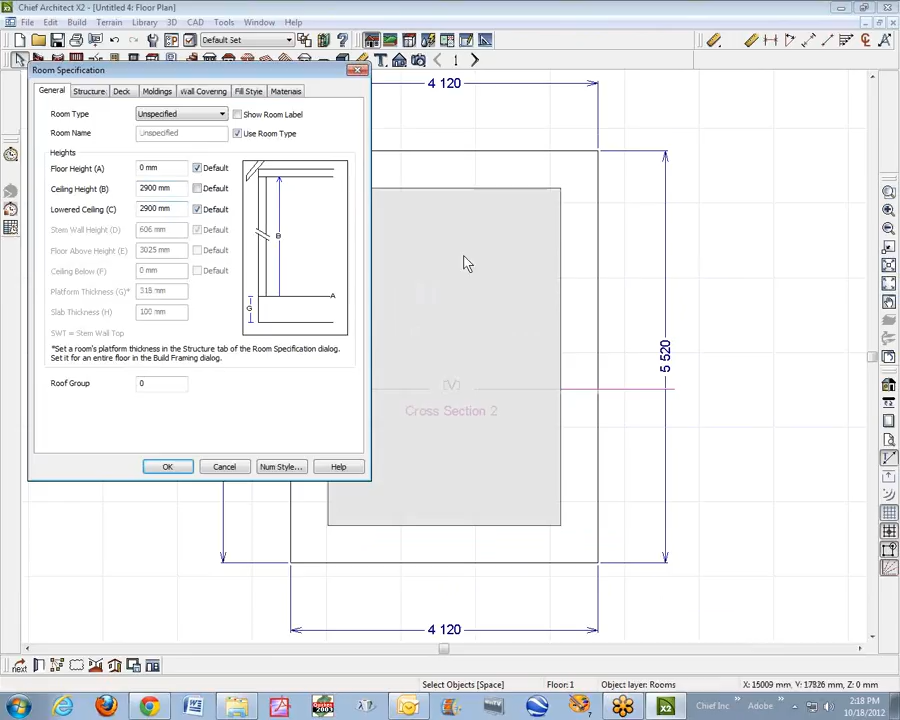 Chief Architect X2 - [Untitled 4: Floor Plan]
File Edit Build Terrain Library 3D CAD Tools Window Help
Default Set
1
Room Specification
General Structure Deck Moldings Wall Covering Fill Style Materials
Room Type Unspecified Show Room Label
Room Name Unspecified Use Room Type
Heights
Floor Height (A) 0 mm Default
Ceiling Height (B) 2900 mm Default
Lowered Ceiling (C) 2900 mm Default
Stem Wall Height (D) 606 mm Default
Floor Above Height (E) 3025 mm Default
Ceiling Below (F) 0 mm Default
Platform Thickness (G)* 318 mm
Slab Thickness (H) 100 mm
SWT = Stem Wall Top
B
A
G
*Set a room's platform thickness in the Structure tab of the Room Specification dialog.
Set it for an entire floor in the Build Framing dialog.
Roof Group 0
OK Cancel Num Style... Help
4 120
5 520
[V]
Cross Section 2
4 120
next
Select Objects [Space] Floor: 1 Object layer: Rooms X: 15009 mm, Y: 17826 mm, Z: 0 mm
X2 Chief Inc Adobe 2:18 PM
10/18/2012